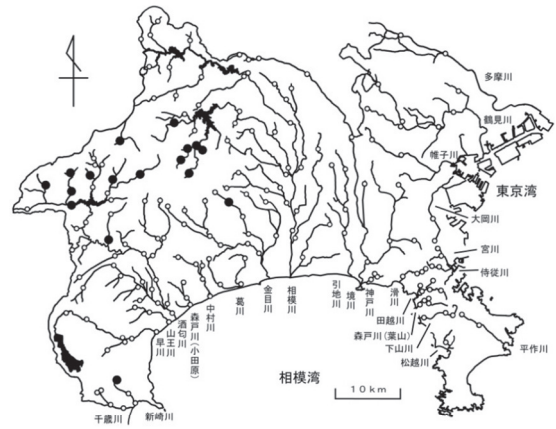 多摩川
鶴見川
帷子川
東京湾
大岡川
宮川
侍従川
滑川
神戸川
境川
引地川
相模川
金目川
葛川
中村川
森戸川(小田原)
酒匂川
山王川
早川
田越川
森戸川(葉山)
下山川
松越川
平作川
相模湾
10km
千歳川
新崎川